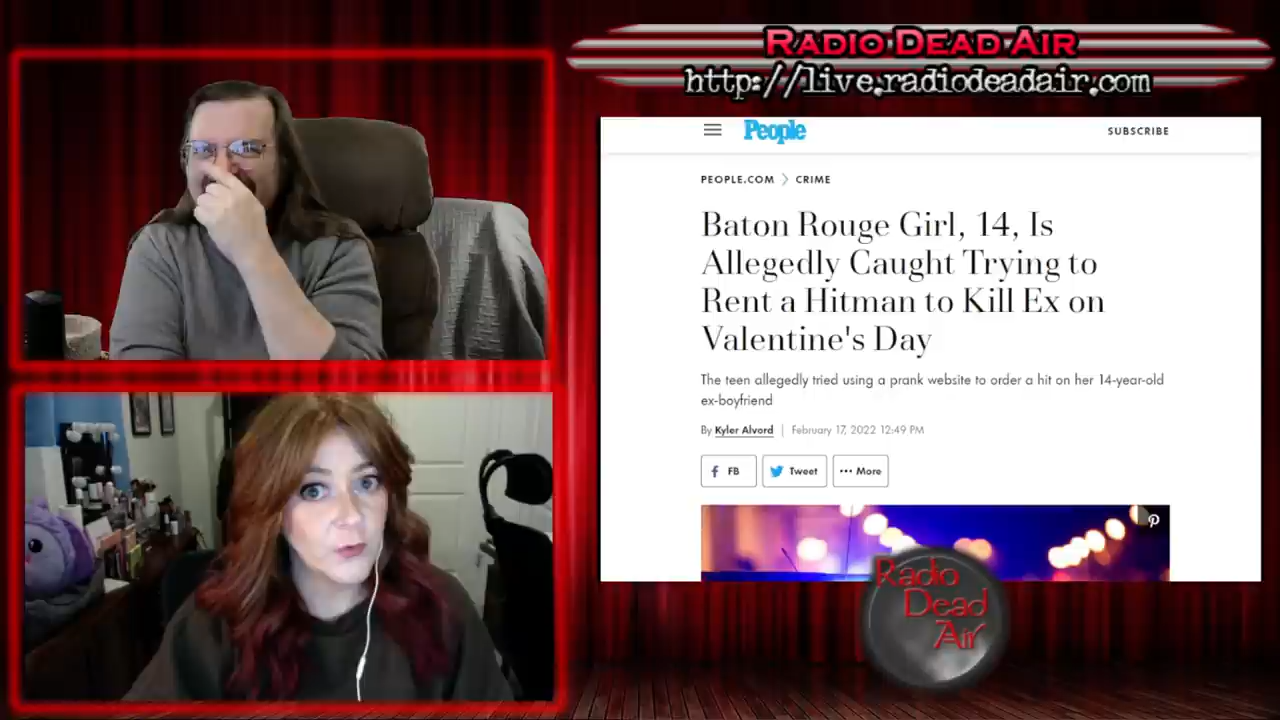 RADIO DEAD AIR
http://live.radiodeadair.com
People
SUBSCRIBE
PEOPLE.COM > CRIME
Baton Rouge Girl, 14, Is
Allegedly Caught Trying to
Rent a Hitman to Kill Ex on
Valentine's Day
The teen allegedly tried using a prank website to order a hit on her 14-year-old
ex-boyfriend
By Kyler Alvord | February 17, 2022 12:49 PM
FB
Tweet
More
Radio
Dead
Air